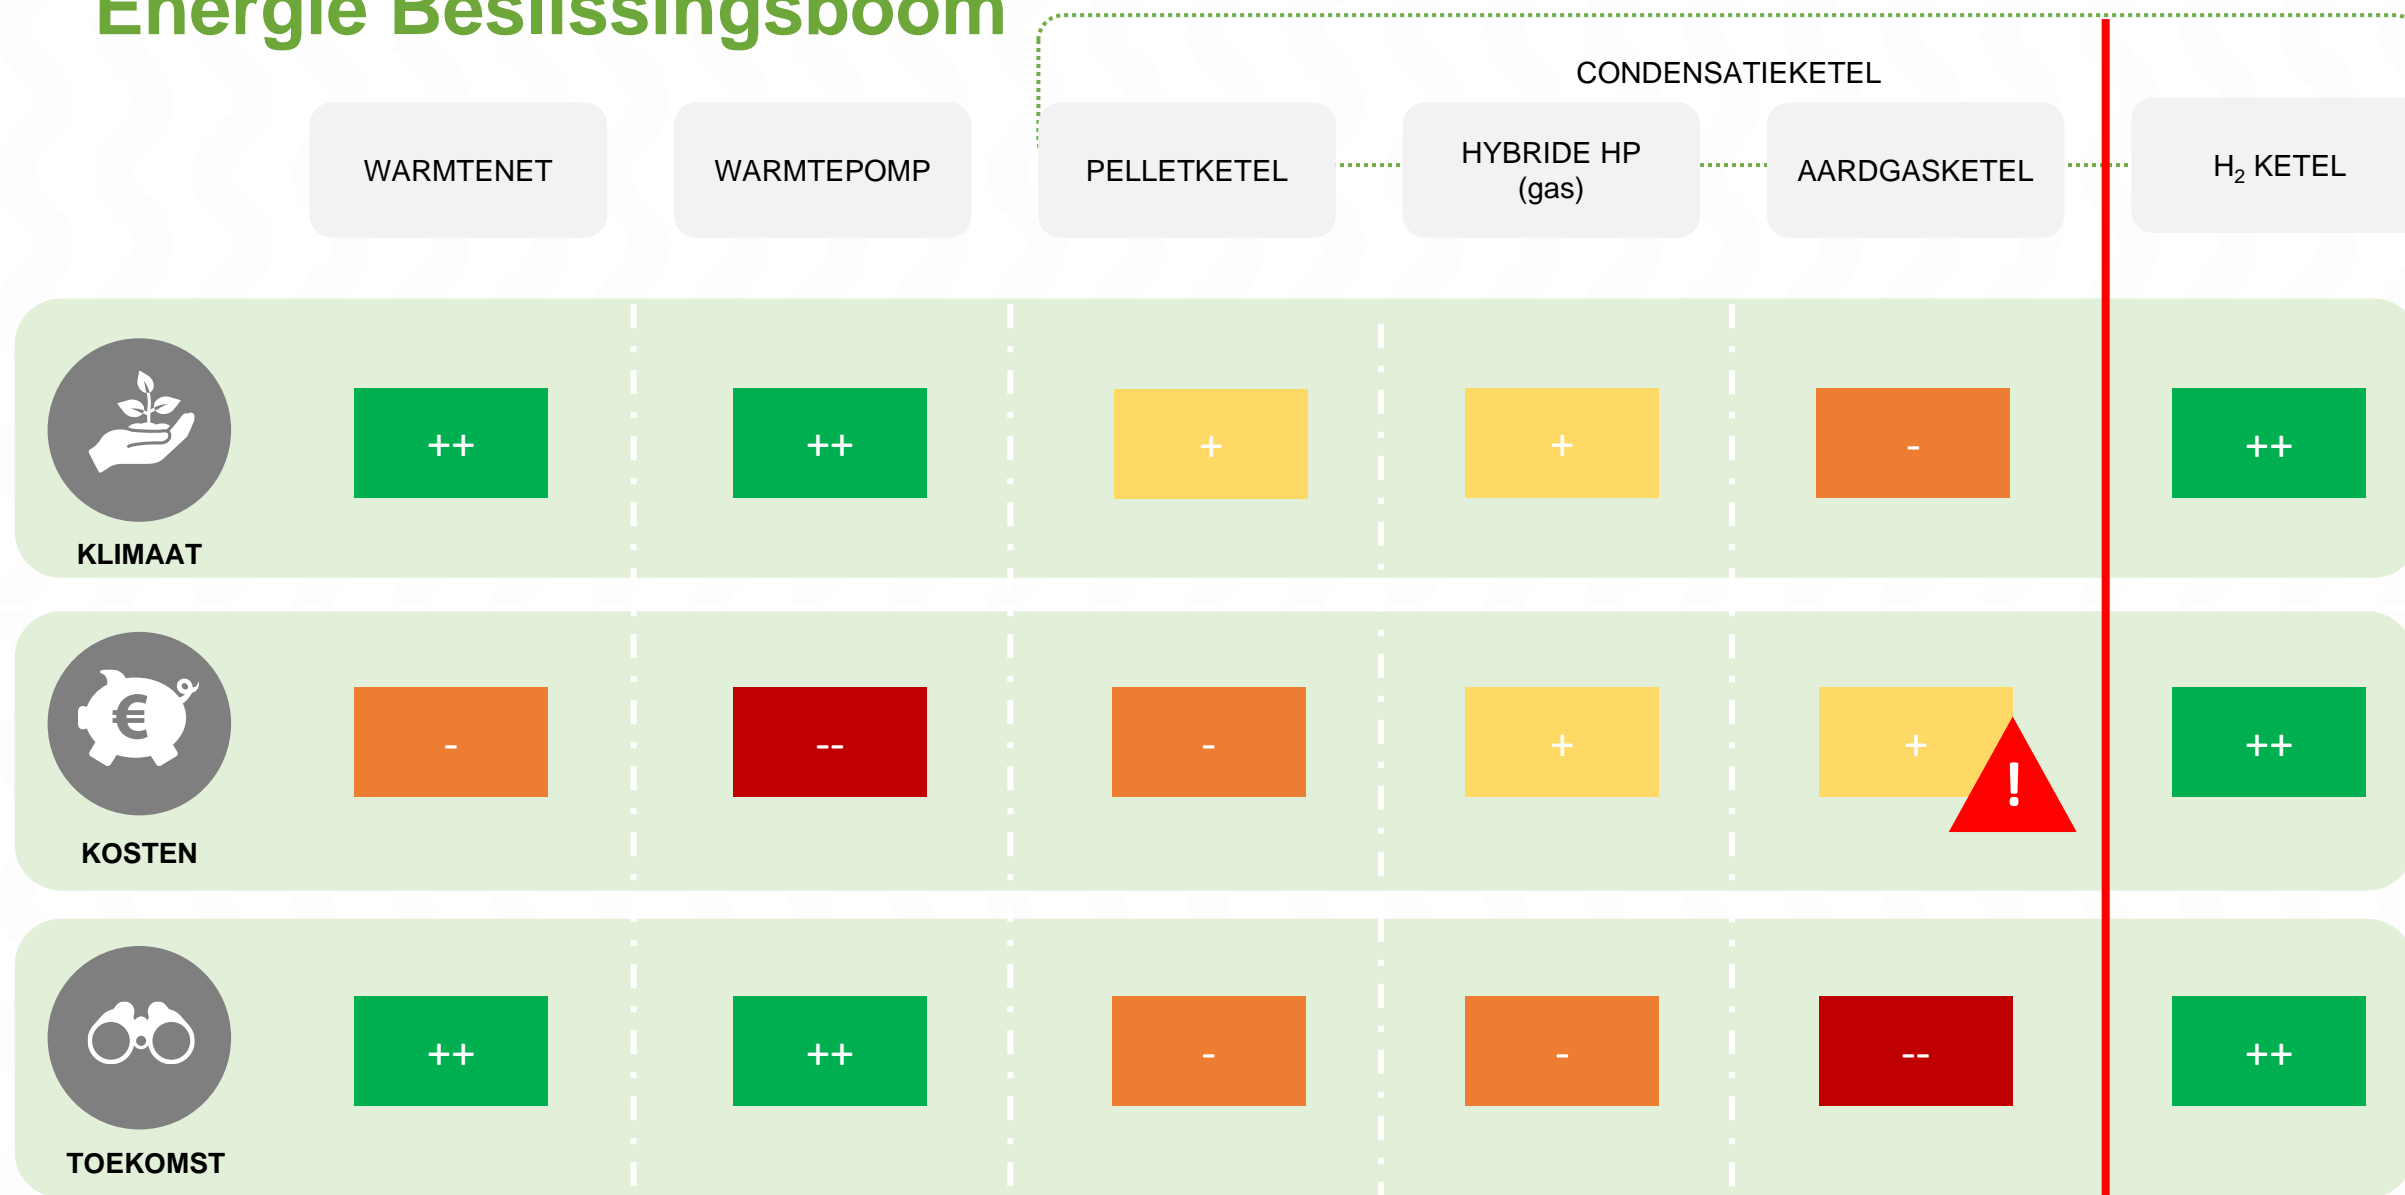 Energie Beslissingsboom
CONDENSATIEKETEL
WARMTENET
WARMTEPOMP
PELLETKETEL
HYBRIDE HP
(gas)
AARDGASKETEL
H₂ KETEL
++
++
+
+
-
++
KLIMAAT
€
-
--
-
+
+
!
++
KOSTEN
++
++
-
-
--
++
TOEKOMST